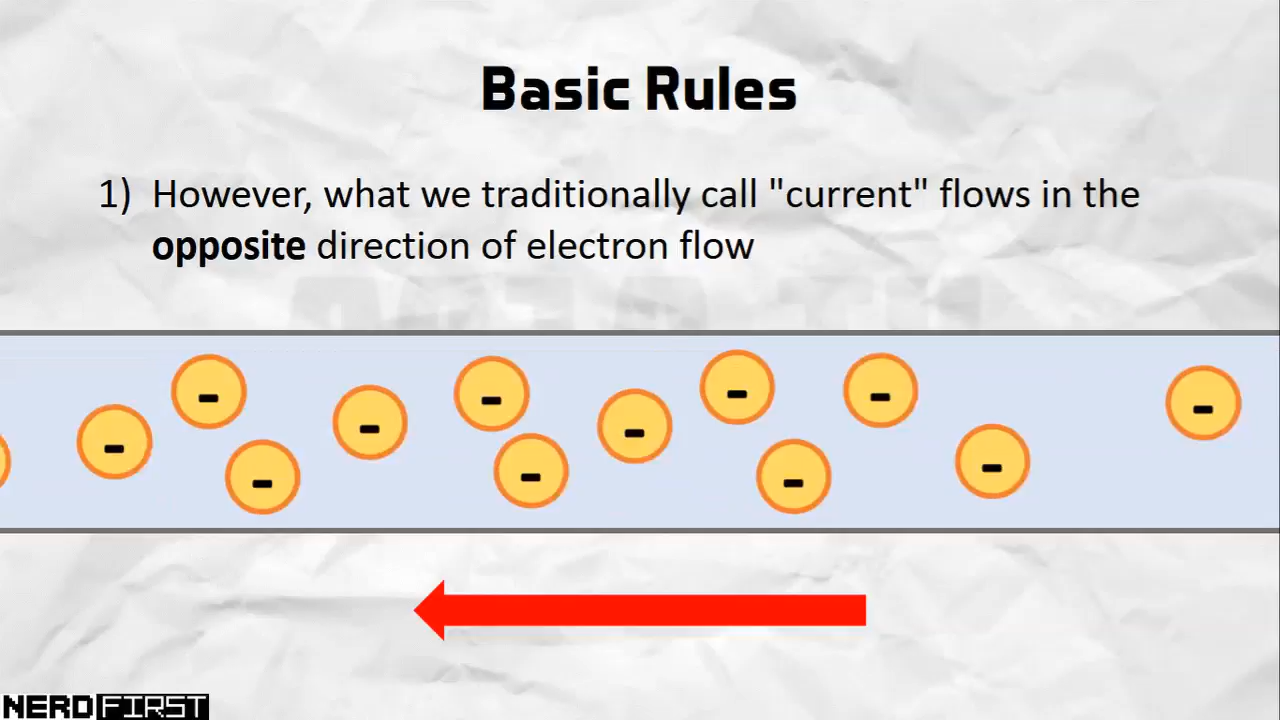 Basic Rules
1) However, what we traditionally call "current" flows in the
opposite direction of electron flow
- - - - - - - - - - - -
NERDFIRST